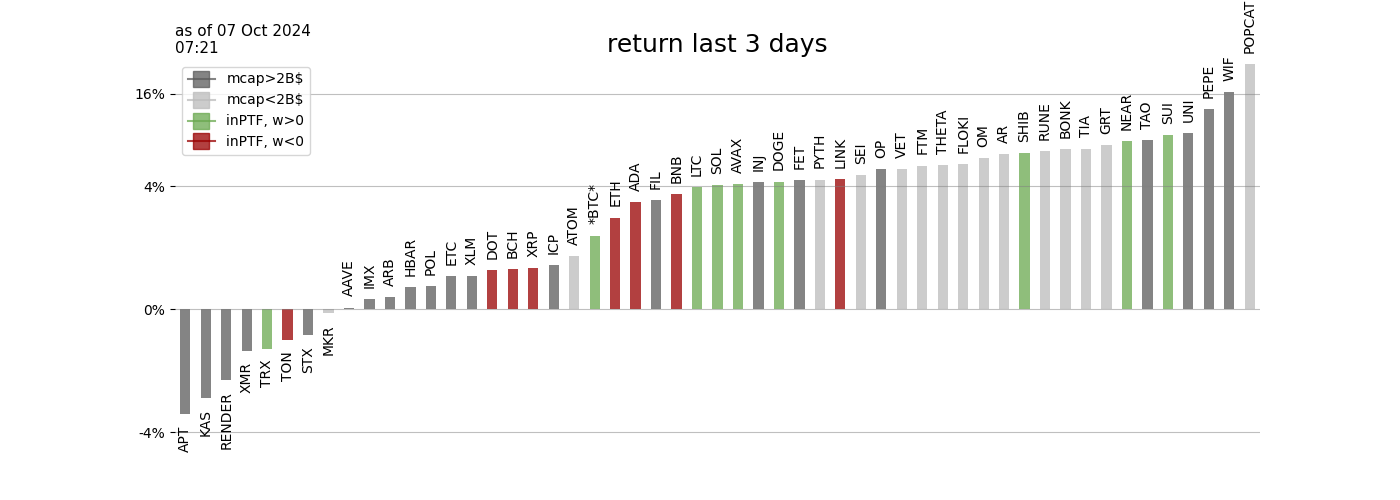 as of 07 Oct 2024
07:21
return last 3 days
mcap>2B$
mcap<2B$
inPTF, w>0
inPTF, w<0
16%
4%
0%
-4%
APT
KAS
RENDER
XMR
TRX
TON
STX
MKR
AAVE
IMX
ARB
HBAR
POL
ETC
XLM
DOT
BCH
XRP
ICP
ATOM
*BTC*
ETH
ADA
FIL
BNB
LTC
SOL
AVAX
INJ
DOGE
FET
PYTH
LINK
SEI
OP
VET
FTM
THETA
FLOKI
OM
AR
SHIB
RUNE
BONK
TIA
GRT
NEAR
TAO
SUI
UNI
PEPE
WIF
POPCAT